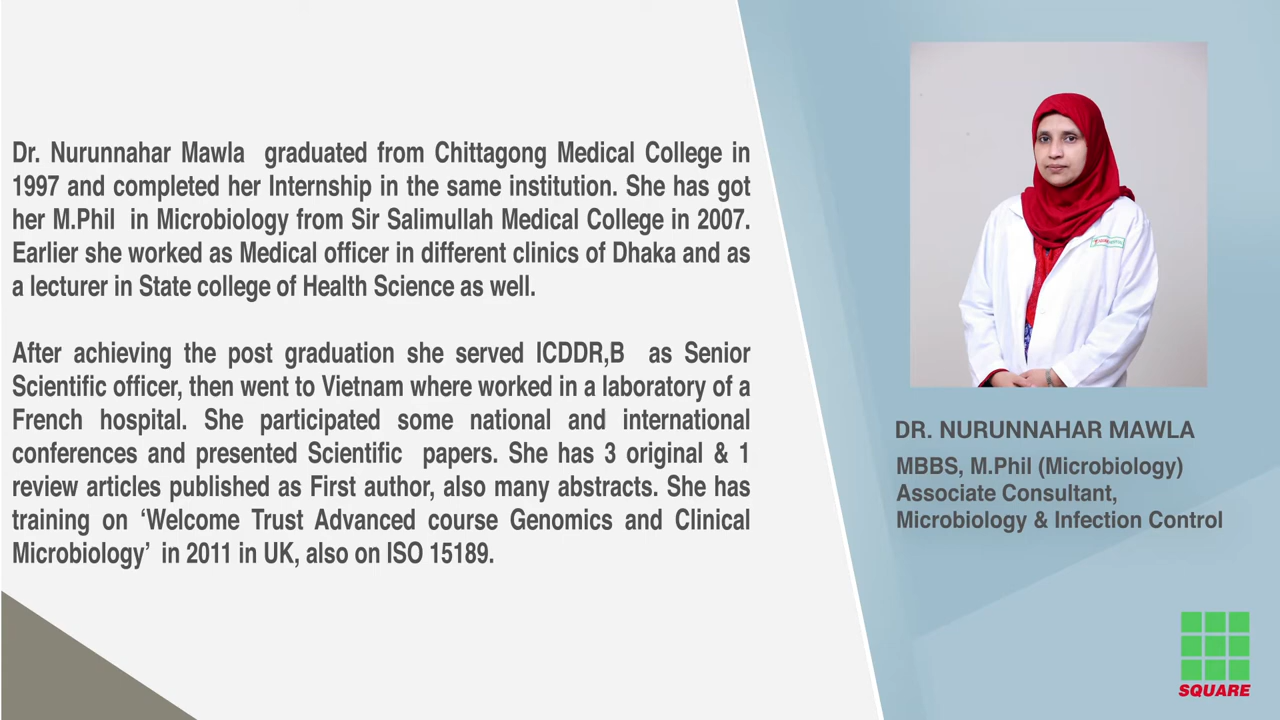 Dr. Nurunnahar Mawla graduated from Chittagong Medical College in
1997 and completed her Internship in the same institution. She has got
her M.Phil in Microbiology from Sir Salimullah Medical College in 2007.
Earlier she worked as Medical officer in different clinics of Dhaka and as
a lecturer in State college of Health Science as well.
After achieving the post graduation she served ICDDR,B as Senior
Scientific officer, then went to Vietnam where worked in a laboratory of a
French hospital. She participated some national and international
conferences and presented Scientific papers. She has 3 original & 1
review articles published as First author, also many abstracts. She has
training on ‘Welcome Trust Advanced course Genomics and Clinical
Microbiology’ in 2011 in UK, also on ISO 15189.
DR. NURUNNAHAR MAWLA
MBBS, M.Phil (Microbiology)
Associate Consultant,
Microbiology & Infection Control
SQUARE